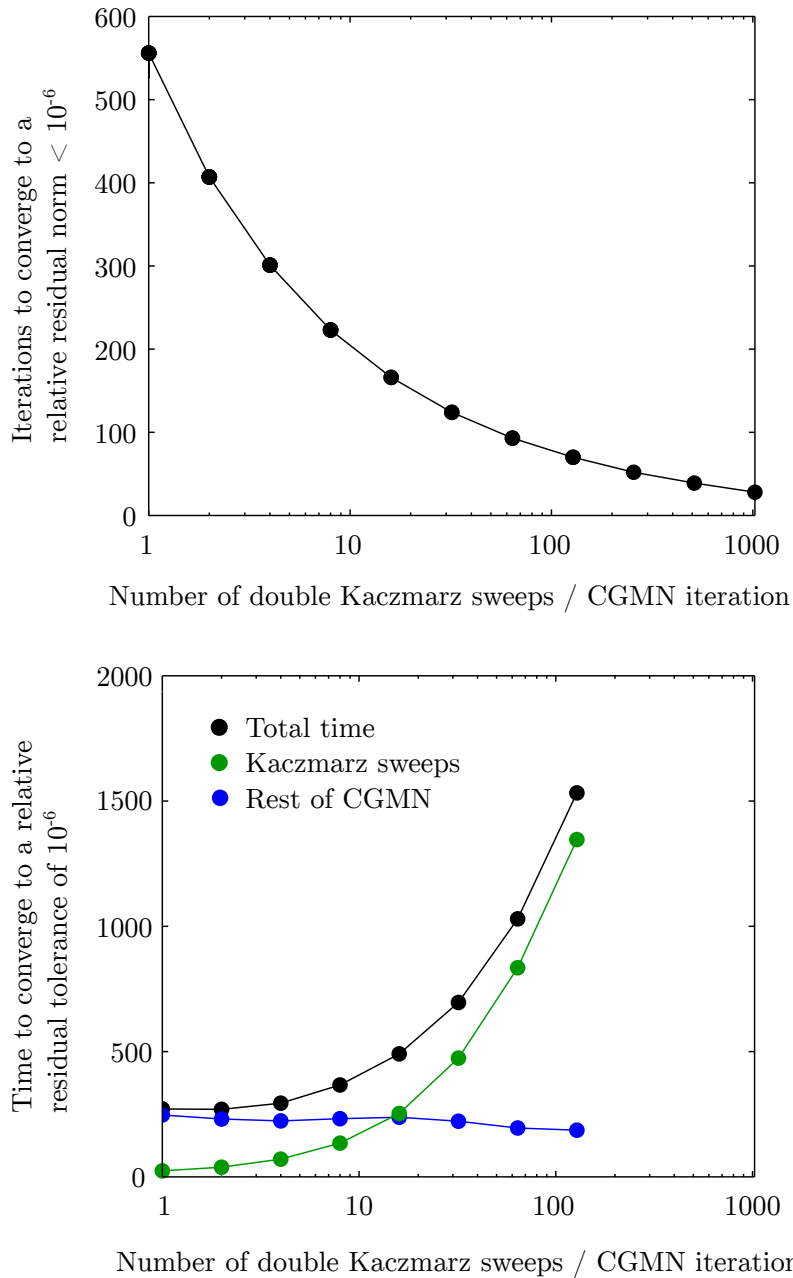 Iterations to converge to a
relative residual norm < 10⁻⁶
600
500
400
300
200
100
0
1
10
100
1000
Number of double Kaczmarz sweeps / CGMN iteration
Time to converge to a relative
residual tolerance of 10⁻⁶
2000
1500
1000
500
0
Total time
Kaczmarz sweeps
Rest of CGMN
1
10
100
1000
Number of double Kaczmarz sweeps / CGMN iteration